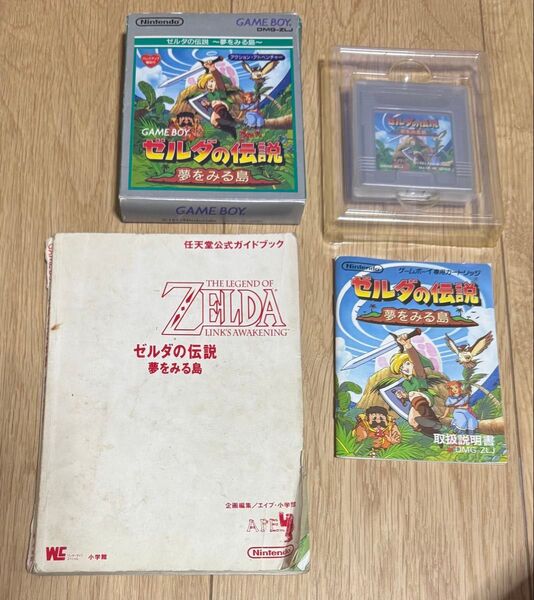 Nintendo
GAME BOY
DMG-ZLJ
ゼルダの伝説 〜夢をみる島〜
アクション・アドベンチャー
GAME BOY
ゼルダの伝説
夢をみる島
GAME BOY
ゼルダの伝説
夢をみる島
任天堂公式ガイドブック
THE LEGEND OF
ZELDA
LINK'S AWAKENING
ゼルダの伝説
夢をみる島
企画編集/エイプ・小学館
APE
小学館
Nintendo
Nintendo
ゲームボーイ専用カートリッジ
ゼルダの伝説
夢をみる島
取扱説明書
DMG-ZLJ